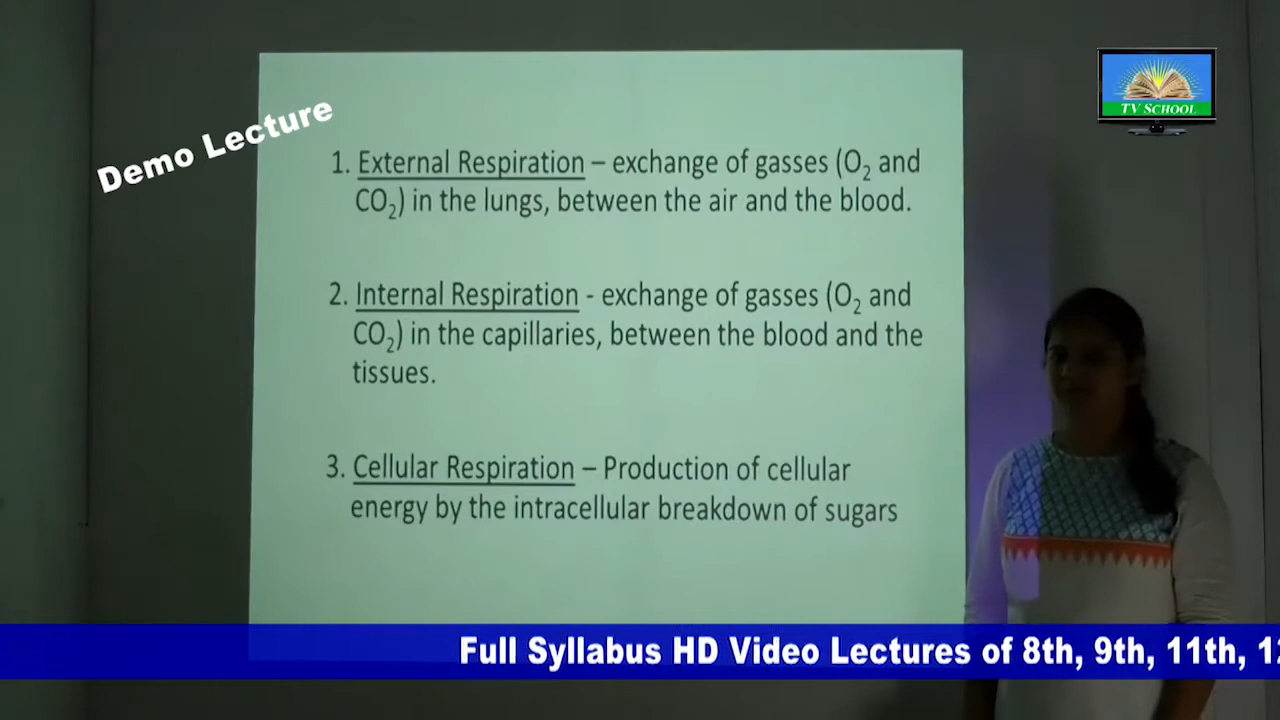 Demo Lecture
TV SCHOOL
1. External Respiration – exchange of gasses (O₂ and
CO₂) in the lungs, between the air and the blood.
2. Internal Respiration - exchange of gasses (O₂ and
CO₂) in the capillaries, between the blood and the
tissues.
3. Cellular Respiration – Production of cellular
energy by the intracellular breakdown of sugars
Full Syllabus HD Video Lectures of 8th, 9th, 11th,